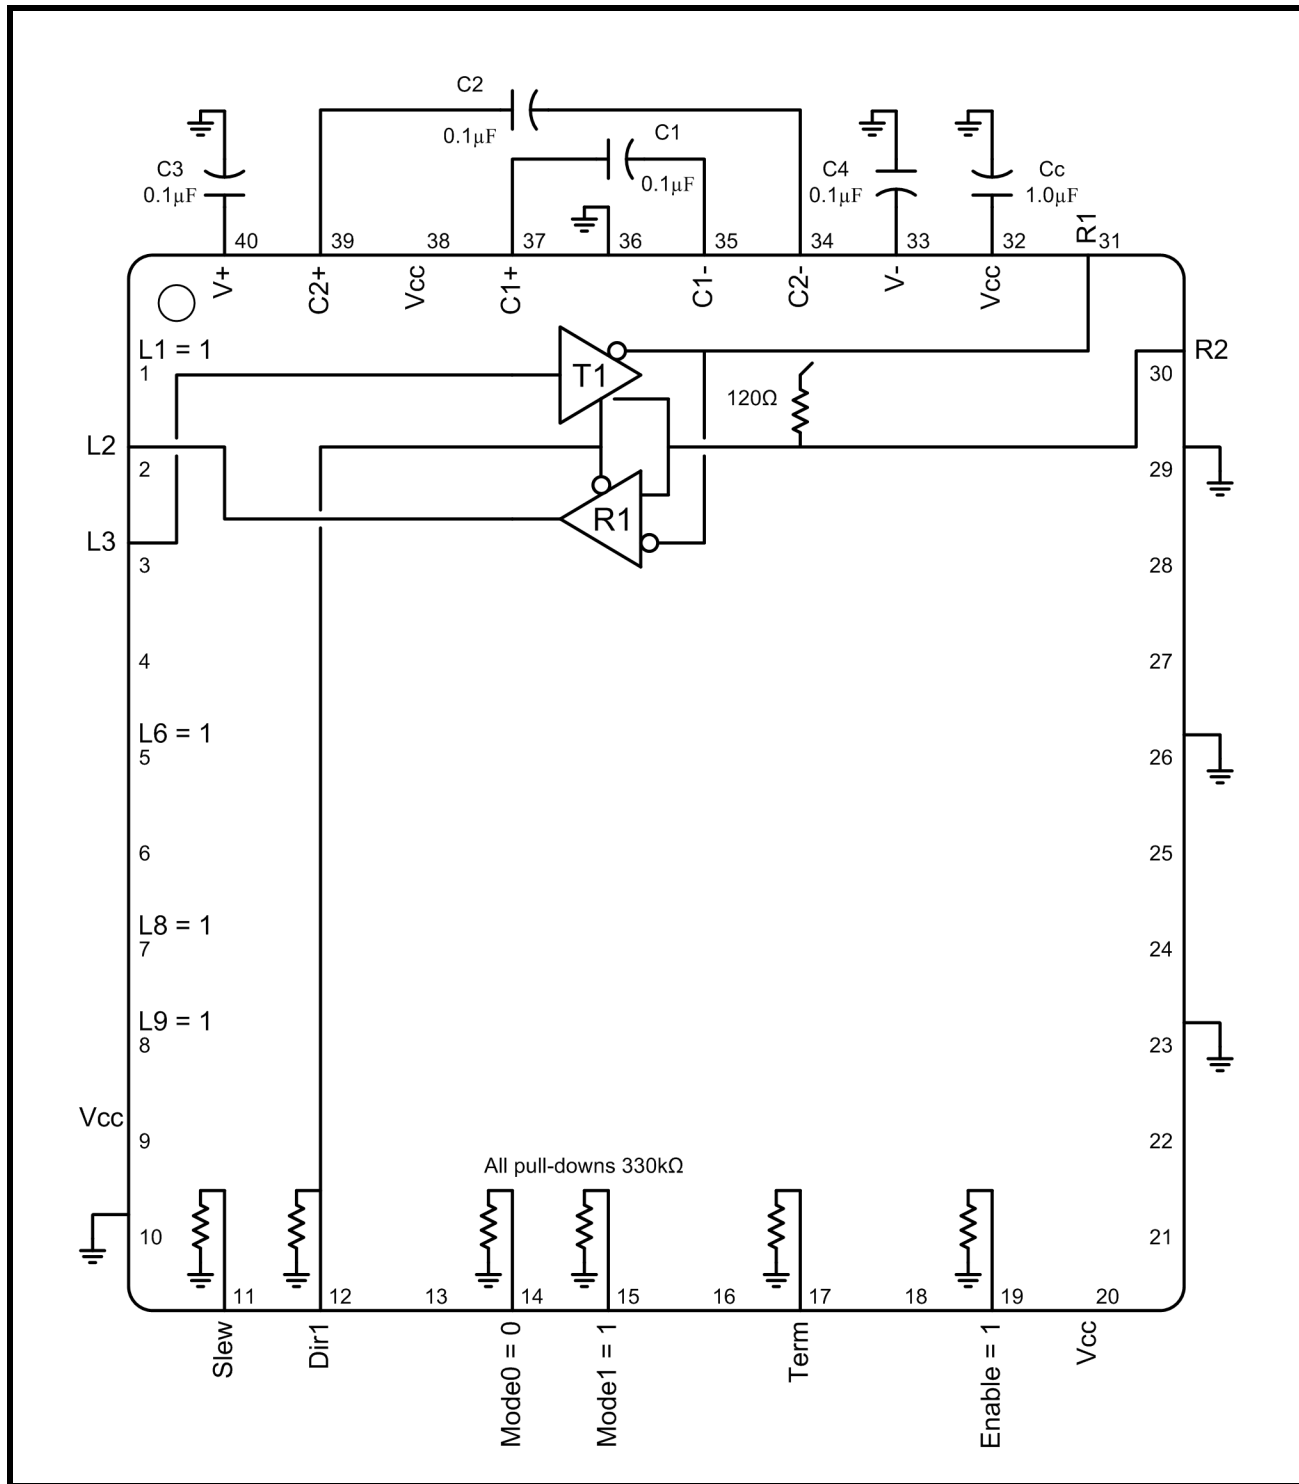 C2
0.1µF
C1
0.1µF
C3
0.1µF
C4
0.1µF
Cc
1.0µF
R1
40
39
38
37
36
35
34
33
32
31
V+
C2+
Vcc
C1+
C1-
C2-
V-
Vcc
L1 = 1
1
T1
120Ω
R2
30
L2
2
29
R1
L3
3
28
4
27
L6 = 1
5
26
6
25
L8 = 1
7
24
L9 = 1
8
23
Vcc
9
22
All pull-downs 330kΩ
10
21
11
12
13
14
15
16
17
18
19
20
Slew
Dir1
Mode0 = 0
Mode1 = 1
Term
Enable = 1
Vcc